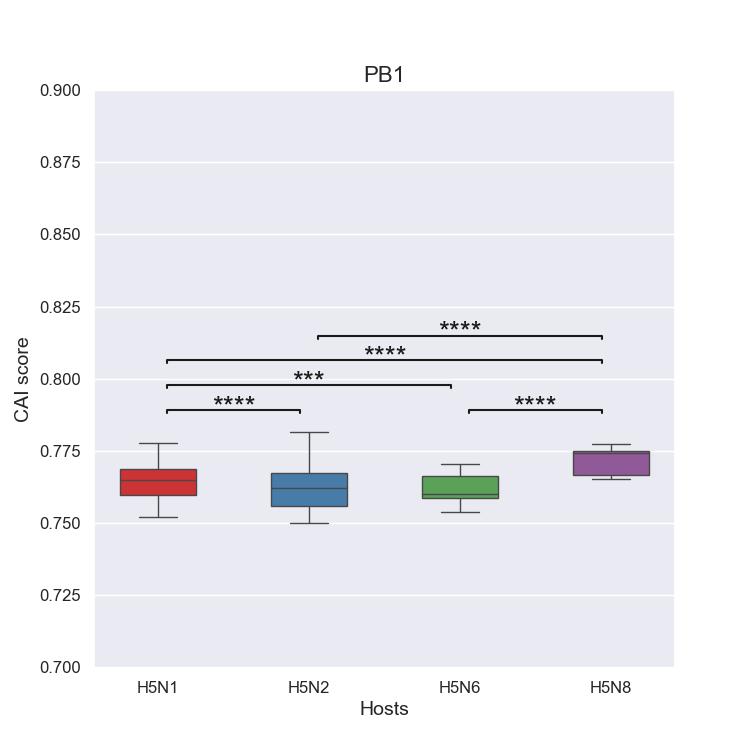 PB1
0.900
0.875
0.850
0.825
0.800
0.775
0.750
0.725
0.700
CAI score
****
****
***
****
****
H5N1
H5N2
H5N6
H5N8
Hosts